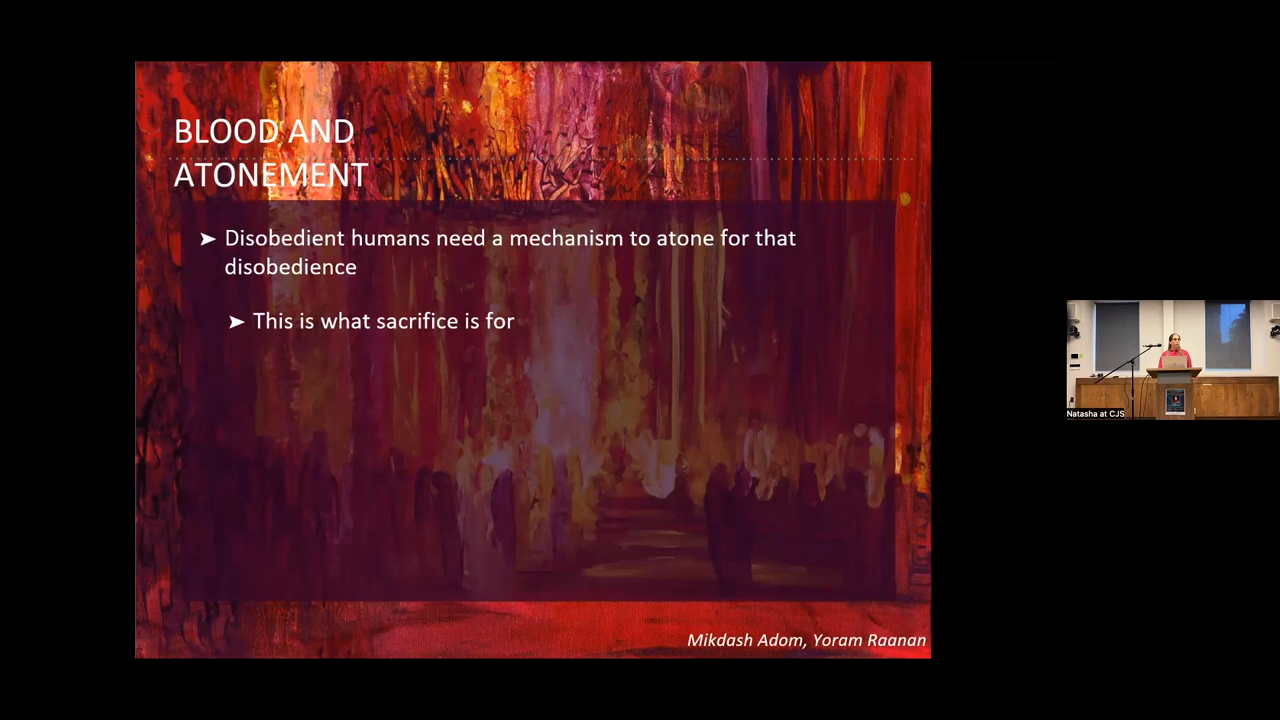 BLOOD AND
ATONEMENT
➤ Disobedient humans need a mechanism to atone for that
disobedience
➤ This is what sacrifice is for
Mikdash Adom, Yoram Raanan
Natasha at CJS